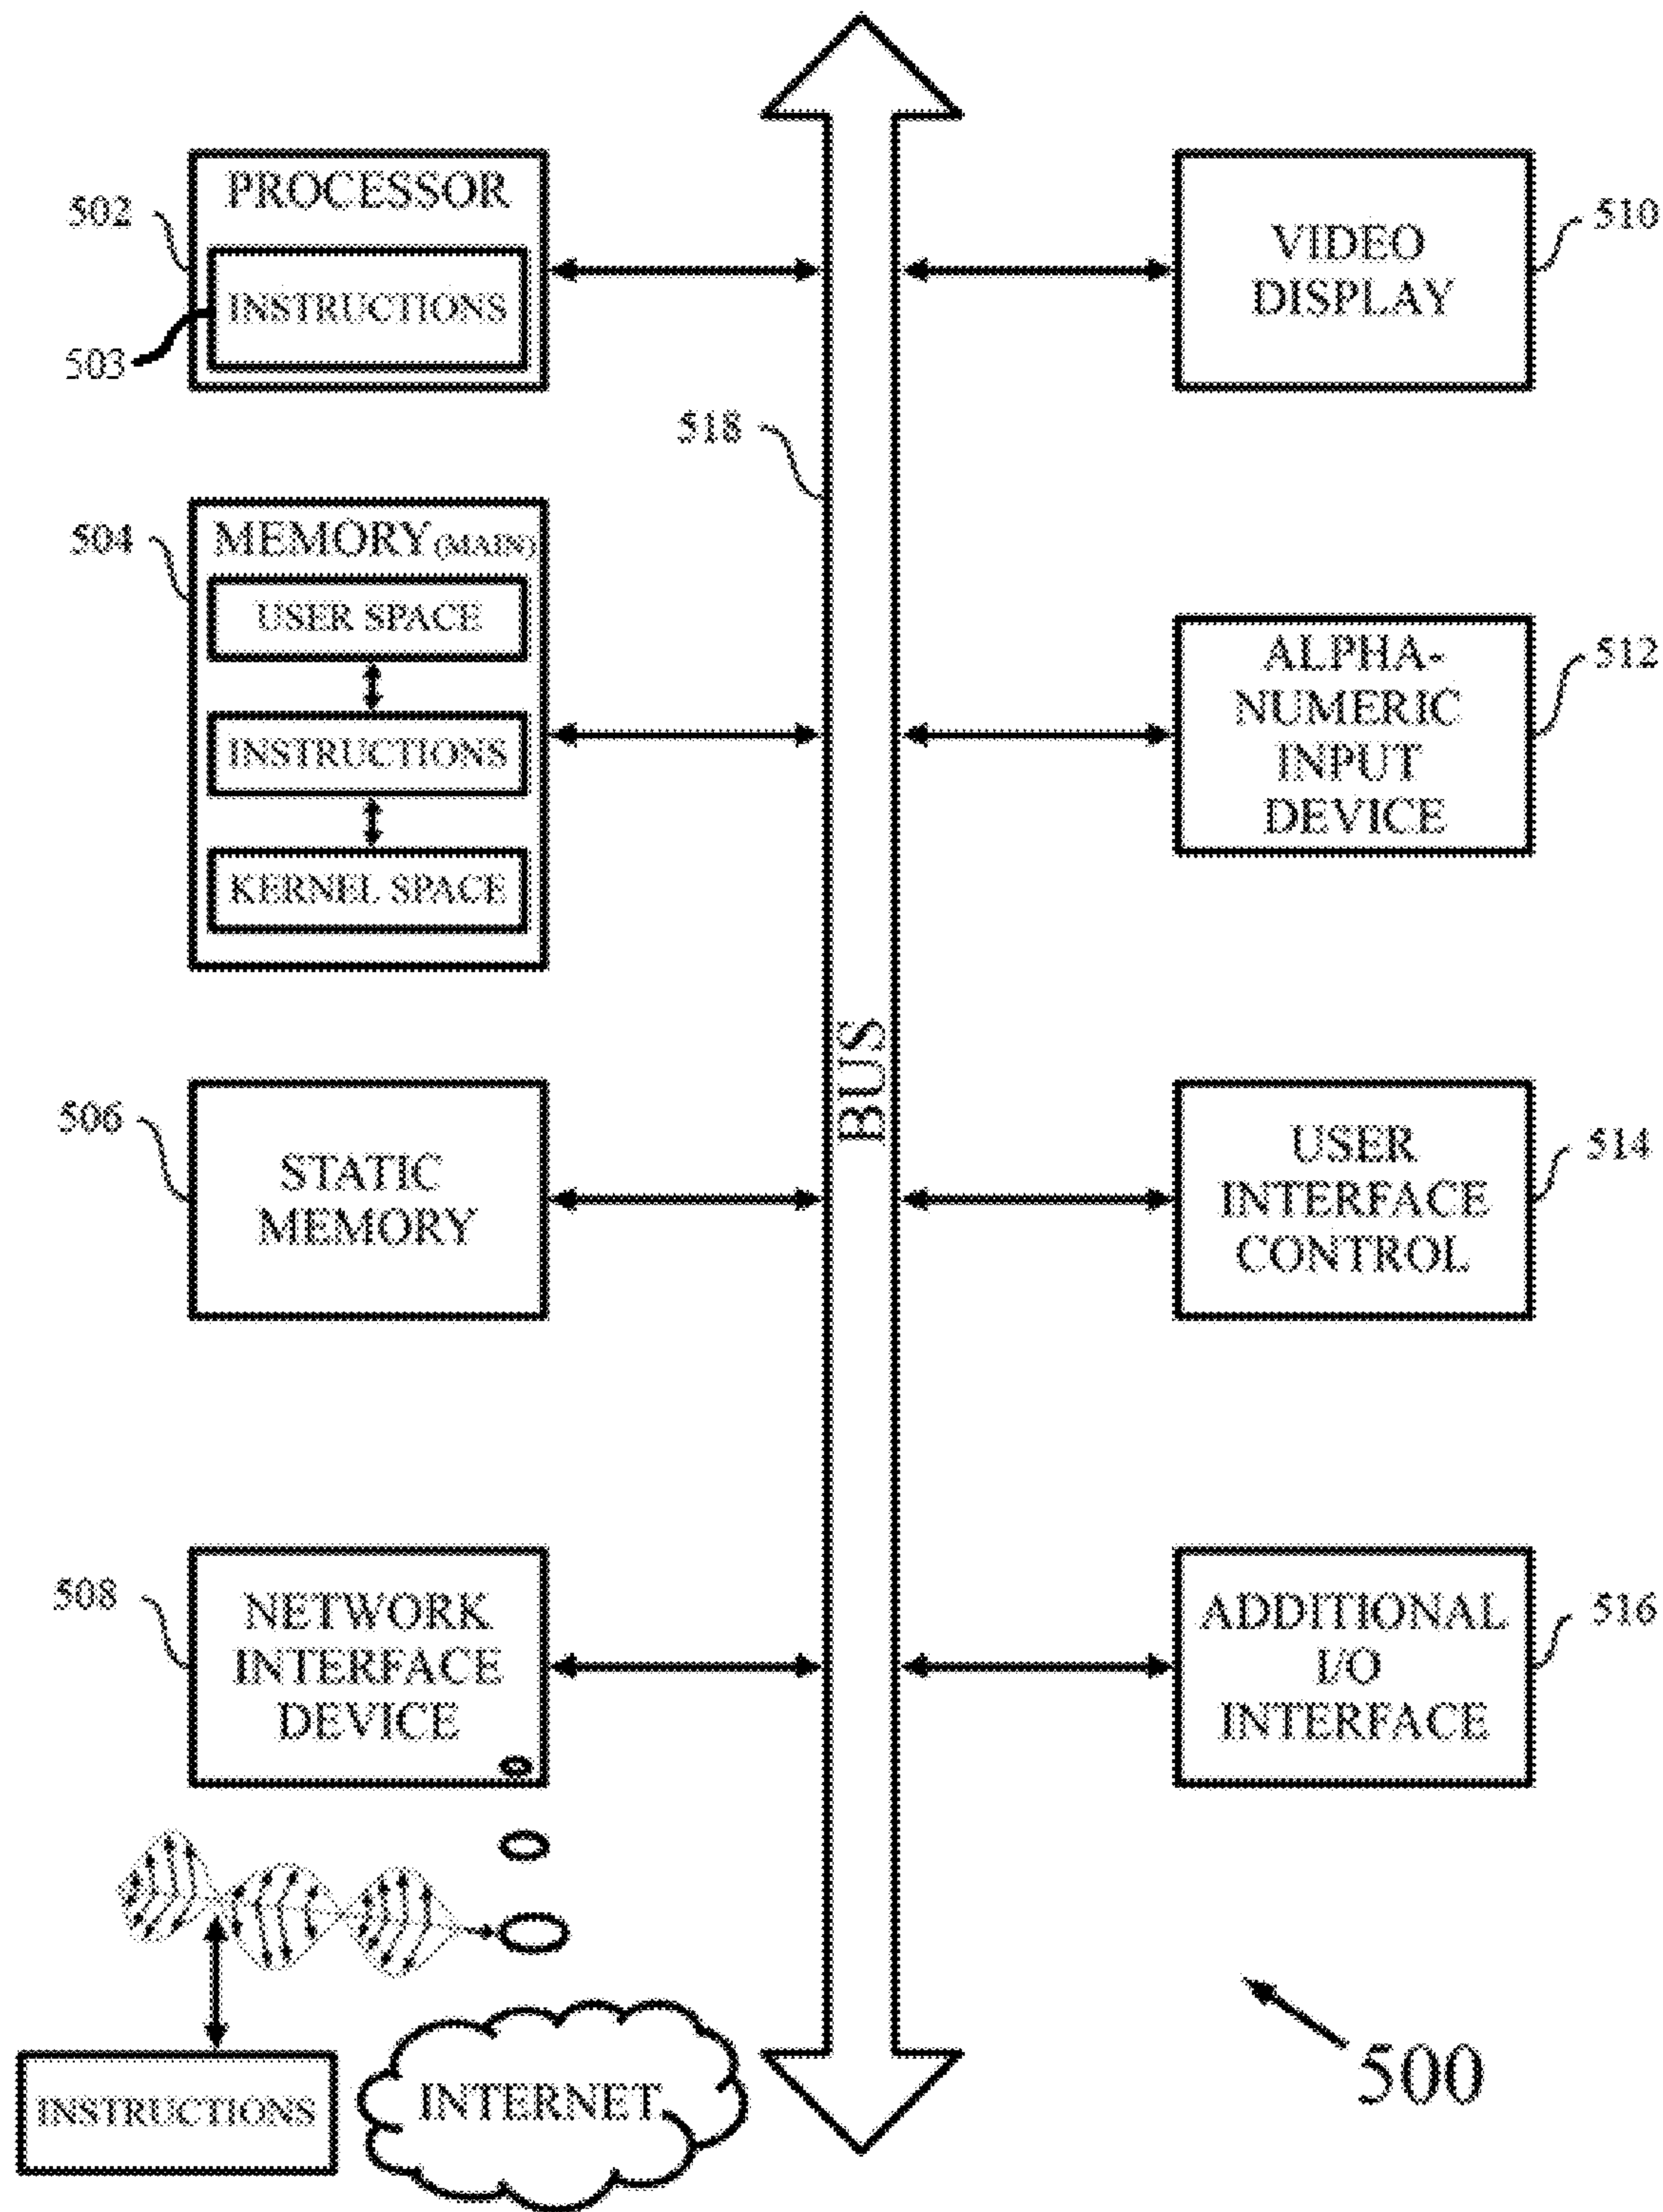 502
PROCESSOR
INSTRUCTIONS
503
510
VIDEO
DISPLAY
518
504
MEMORY (MAIN)
USER SPACE
INSTRUCTIONS
KERNEL SPACE
512
ALPHA-
NUMERIC
INPUT
DEVICE
BUS
506
STATIC
MEMORY
514
USER
INTERFACE
CONTROL
508
NETWORK
INTERFACE
DEVICE
516
ADDITIONAL
I/O
INTERFACE
INSTRUCTIONS
INTERNET
500